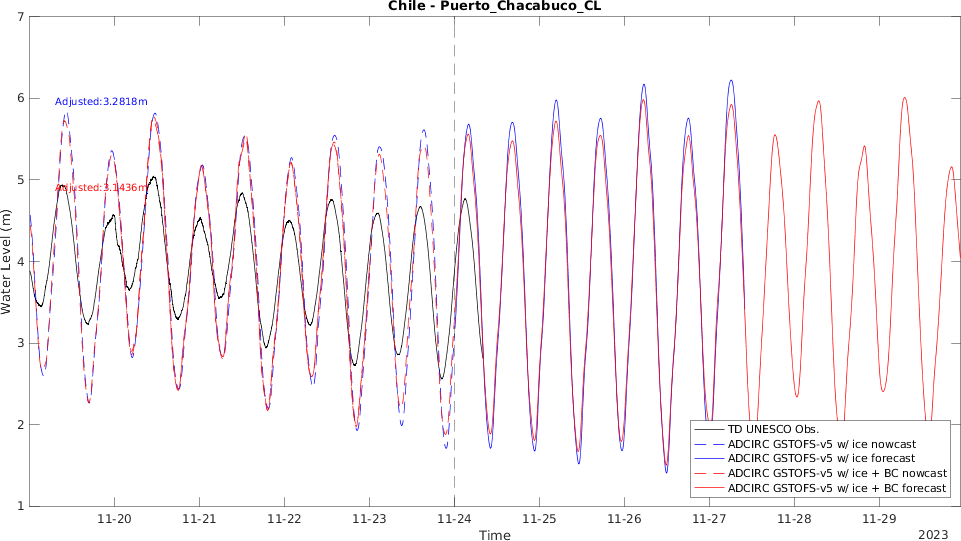 Chile - Puerto_Chacabuco_CL
7
6
5
4
3
2
1
Water Level (m)
Adjusted:3.2818m
Adjusted:3.1436m
TD UNESCO Obs.
ADCIRC GSTOFS-v5 w/ ice nowcast
ADCIRC GSTOFS-v5 w/ ice forecast
ADCIRC GSTOFS-v5 w/ ice + BC nowcast
ADCIRC GSTOFS-v5 w/ ice + BC forecast
11-20 11-21 11-22 11-23 11-24 11-25 11-26 11-27 11-28 11-29
Time
2023